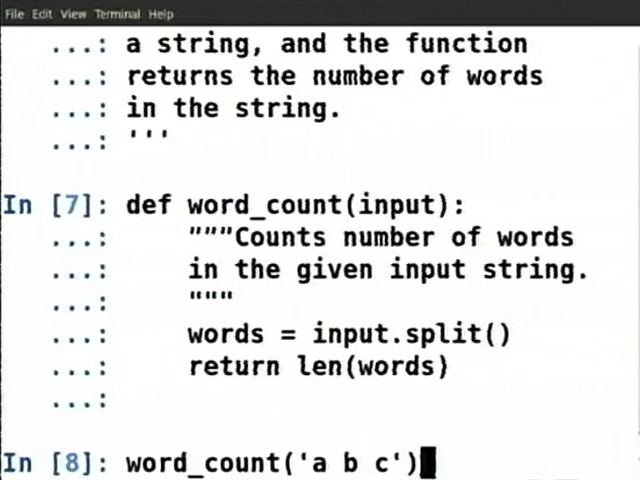 File Edit View Terminal Help
...: a string, and the function
...: returns the number of words
...: in the string.
...: '''
In [7]: def word_count(input):
...: """Counts number of words
...: in the given input string.
...: """
...: words = input.split()
...: return len(words)
...:
In [8]: word_count('a b c')